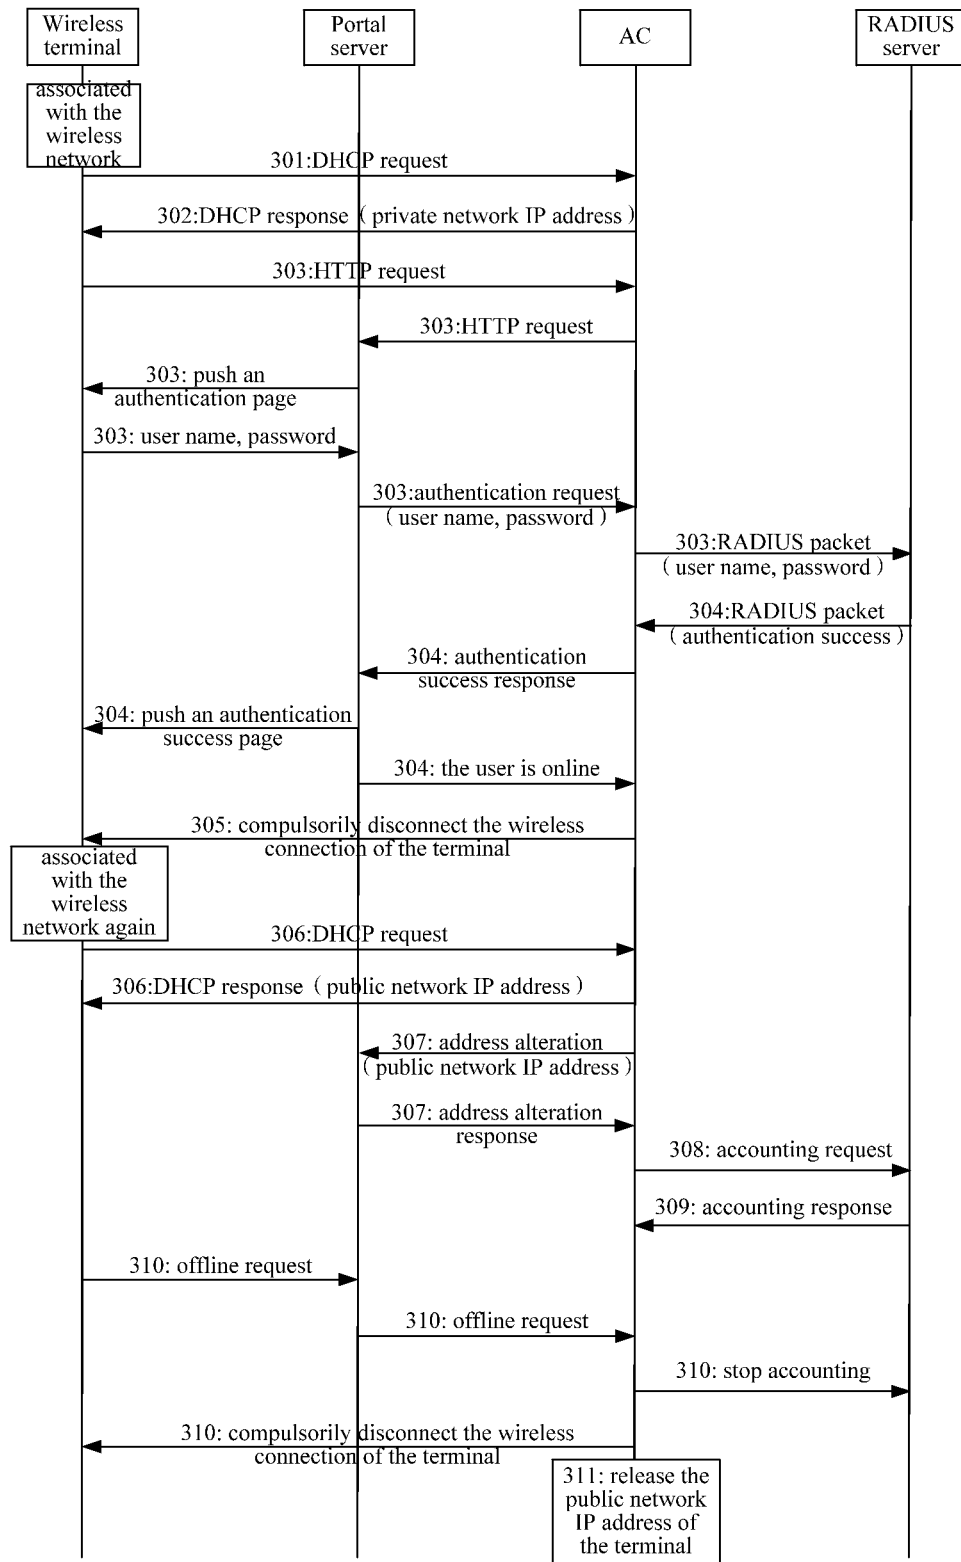 Wireless
terminal
Portal
server
AC
RADIUS
server
associated
with the
wireless
network
301:DHCP request
302:DHCP response ( private network IP address )
303:HTTP request
303:HTTP request
303: push an
authentication page
303: user name, password
303:authentication request
( user name, password )
303:RADIUS packet
( user name, password )
304:RADIUS packet
( authentication success )
304: authentication
success response
304: push an authentication
success page
304: the user is online
305: compulsorily disconnect the wireless
connection of the terminal
associated
with the
wireless
network again
306:DHCP request
306:DHCP response ( public network IP address )
307: address alteration
( public network IP address )
307: address alteration
response
308: accounting request
309: accounting response
310: offline request
310: offline request
310: stop accounting
310: compulsorily disconnect the wireless
connection of the terminal
311: release the
public network
IP address of
the terminal